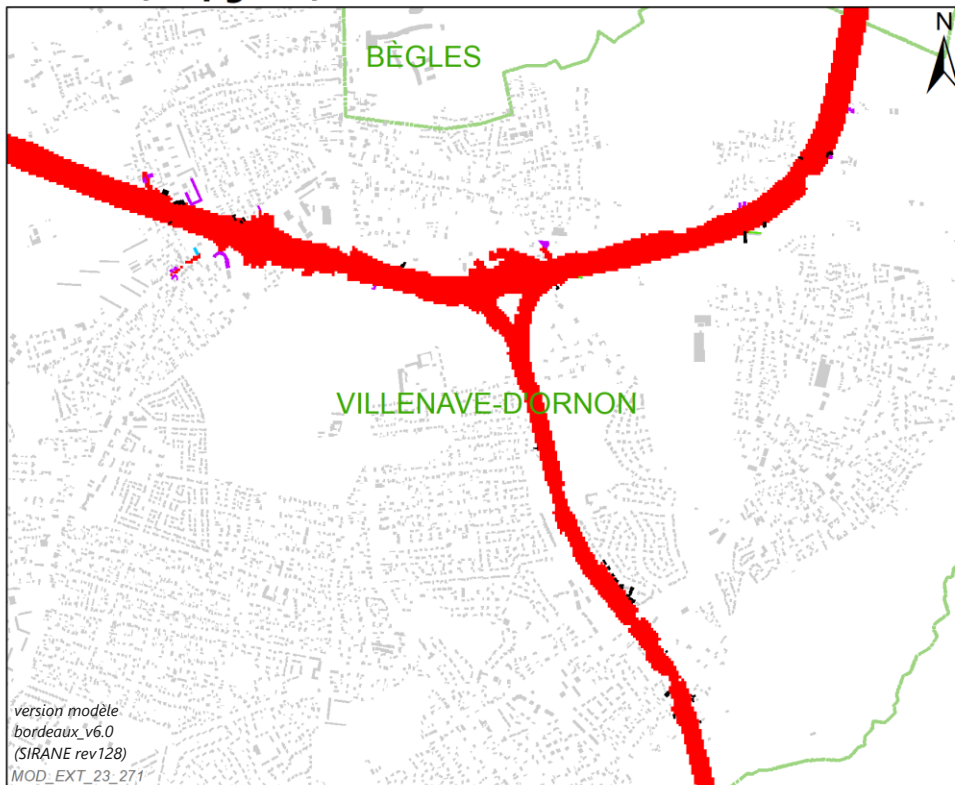 N
BÈGLES
VILLENAVE-D'ORNON
version modèle
bordeaux_v6.0
(SIRANE rev128)
MOD_EXT_23_271